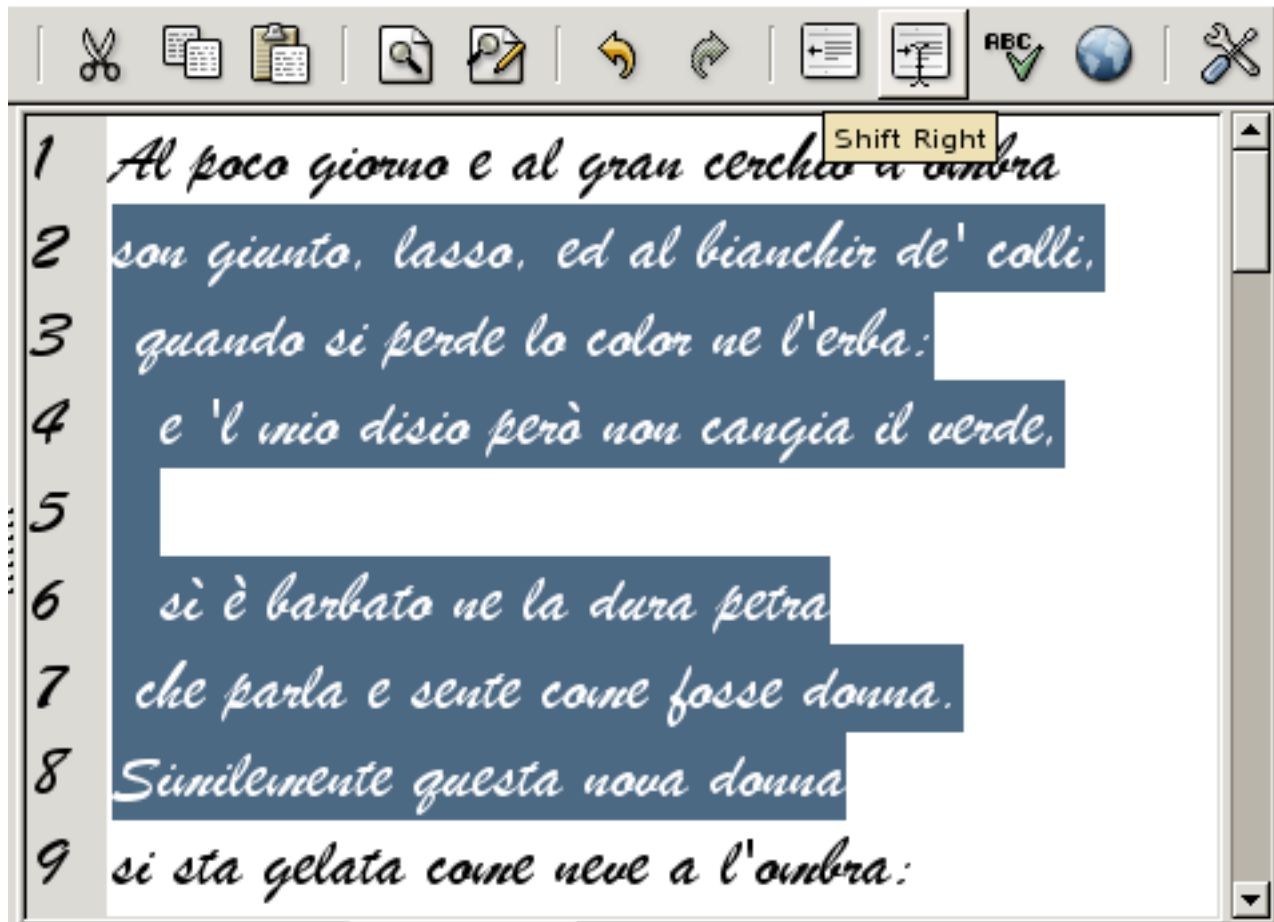 ABC
Shift Right
1 Al poco giorno e al gran cerchio d'ombra
2 son giunto, lasso, ed al bianchir de' colli,
3 quando si perde lo color ne l'erba:
4 e 'l mio disio però non cangia il verde,
5
6 sì è barbato ne la dura petra
7 che parla e sente come fosse donna.
8 Similemente questa nova donna
9 si sta gelata come neve a l'ombra: